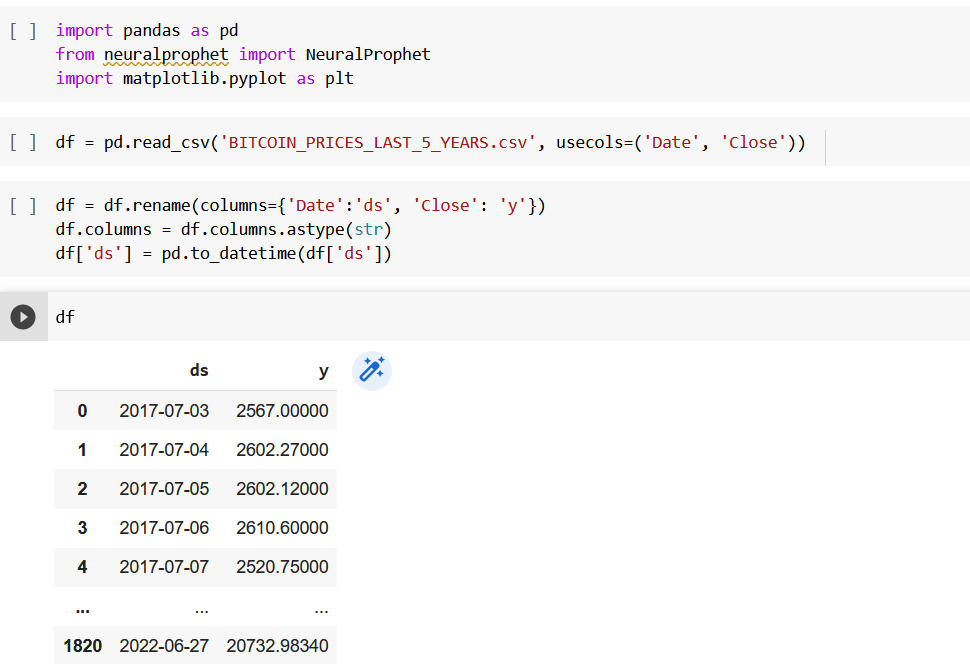 [ ] import pandas as pd
from neuralprophet import NeuralProphet
import matplotlib.pyplot as plt
[ ] df = pd.read_csv('BITCOIN_PRICES_LAST_5_YEARS.csv', usecols=('Date', 'Close'))
[ ] df = df.rename(columns={'Date':'ds', 'Close': 'y'})
df.columns = df.columns.astype(str)
df['ds'] = pd.to_datetime(df['ds'])
df
ds y
0 2017-07-03 2567.00000
1 2017-07-04 2602.27000
2 2017-07-05 2602.12000
3 2017-07-06 2610.60000
4 2017-07-07 2520.75000
... ... ...
1820 2022-06-27 20732.98340